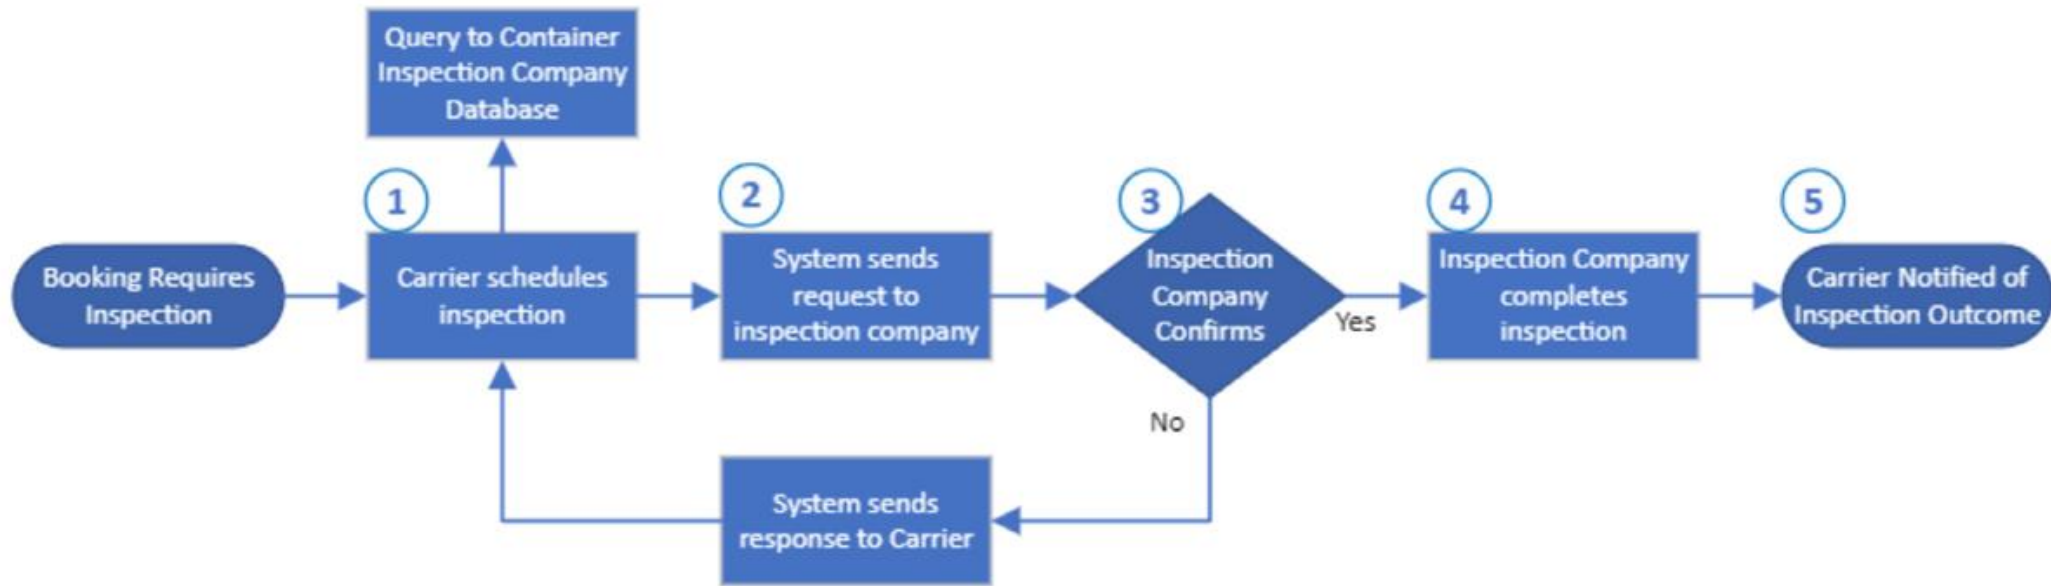 Query to Container
Inspection Company
Database
1
2
3
4
5
Booking Requires
Inspection
Carrier schedules
inspection
System sends
request to
inspection company
Inspection
Company
Confirms
Yes
Inspection Company
completes
inspection
Carrier Notified of
Inspection Outcome
No
System sends
response to Carrier